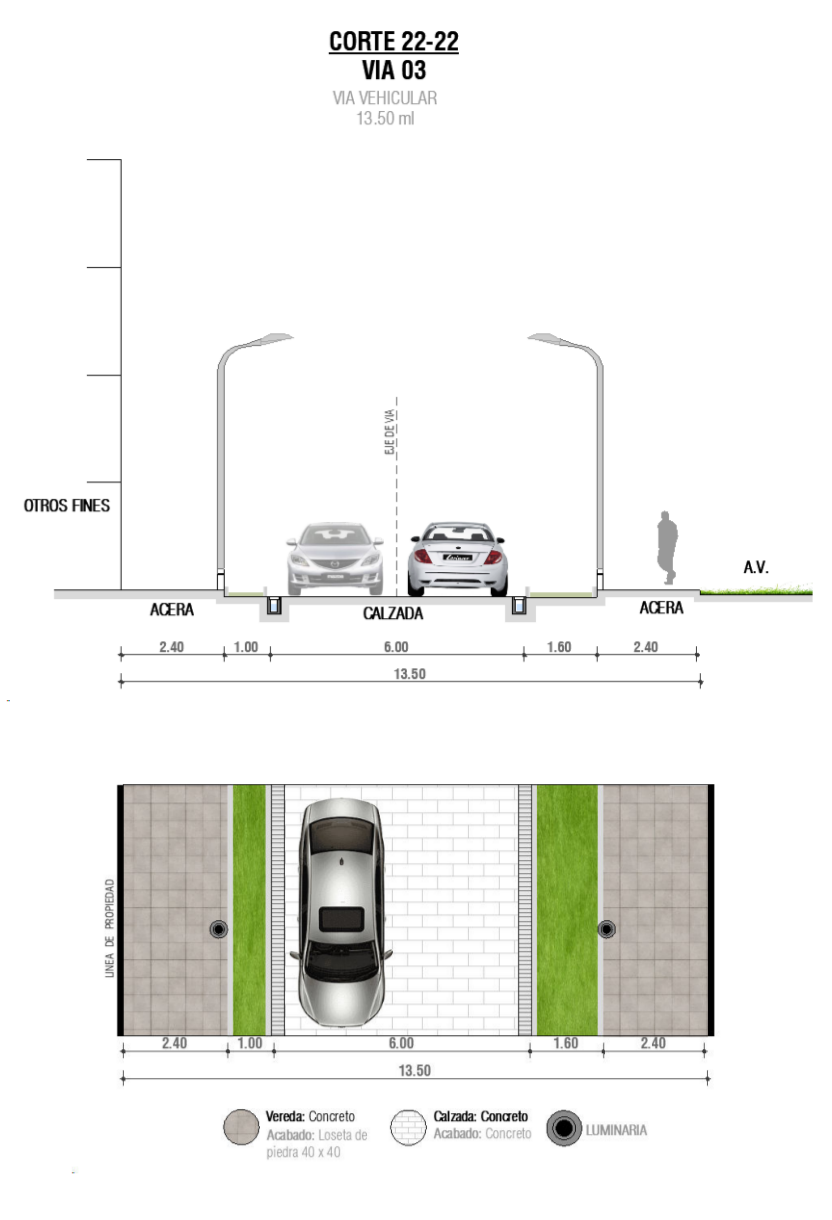 CORTE 22-22
VIA 03
VIA VEHICULAR
13.50 ml
EJE DE VIA
OTROS FINES
A.V.
ACERA
CALZADA
ACERA
2.40 1.00 6.00 1.60 2.40
13.50
LINEA DE PROPIEDAD
2.40 1.00 6.00 1.60 2.40
13.50
Vereda: Concreto
Acabado: Loseta de
piedra 40 x 40
Calzada: Concreto
Acabado: Concreto
LUMINARIA